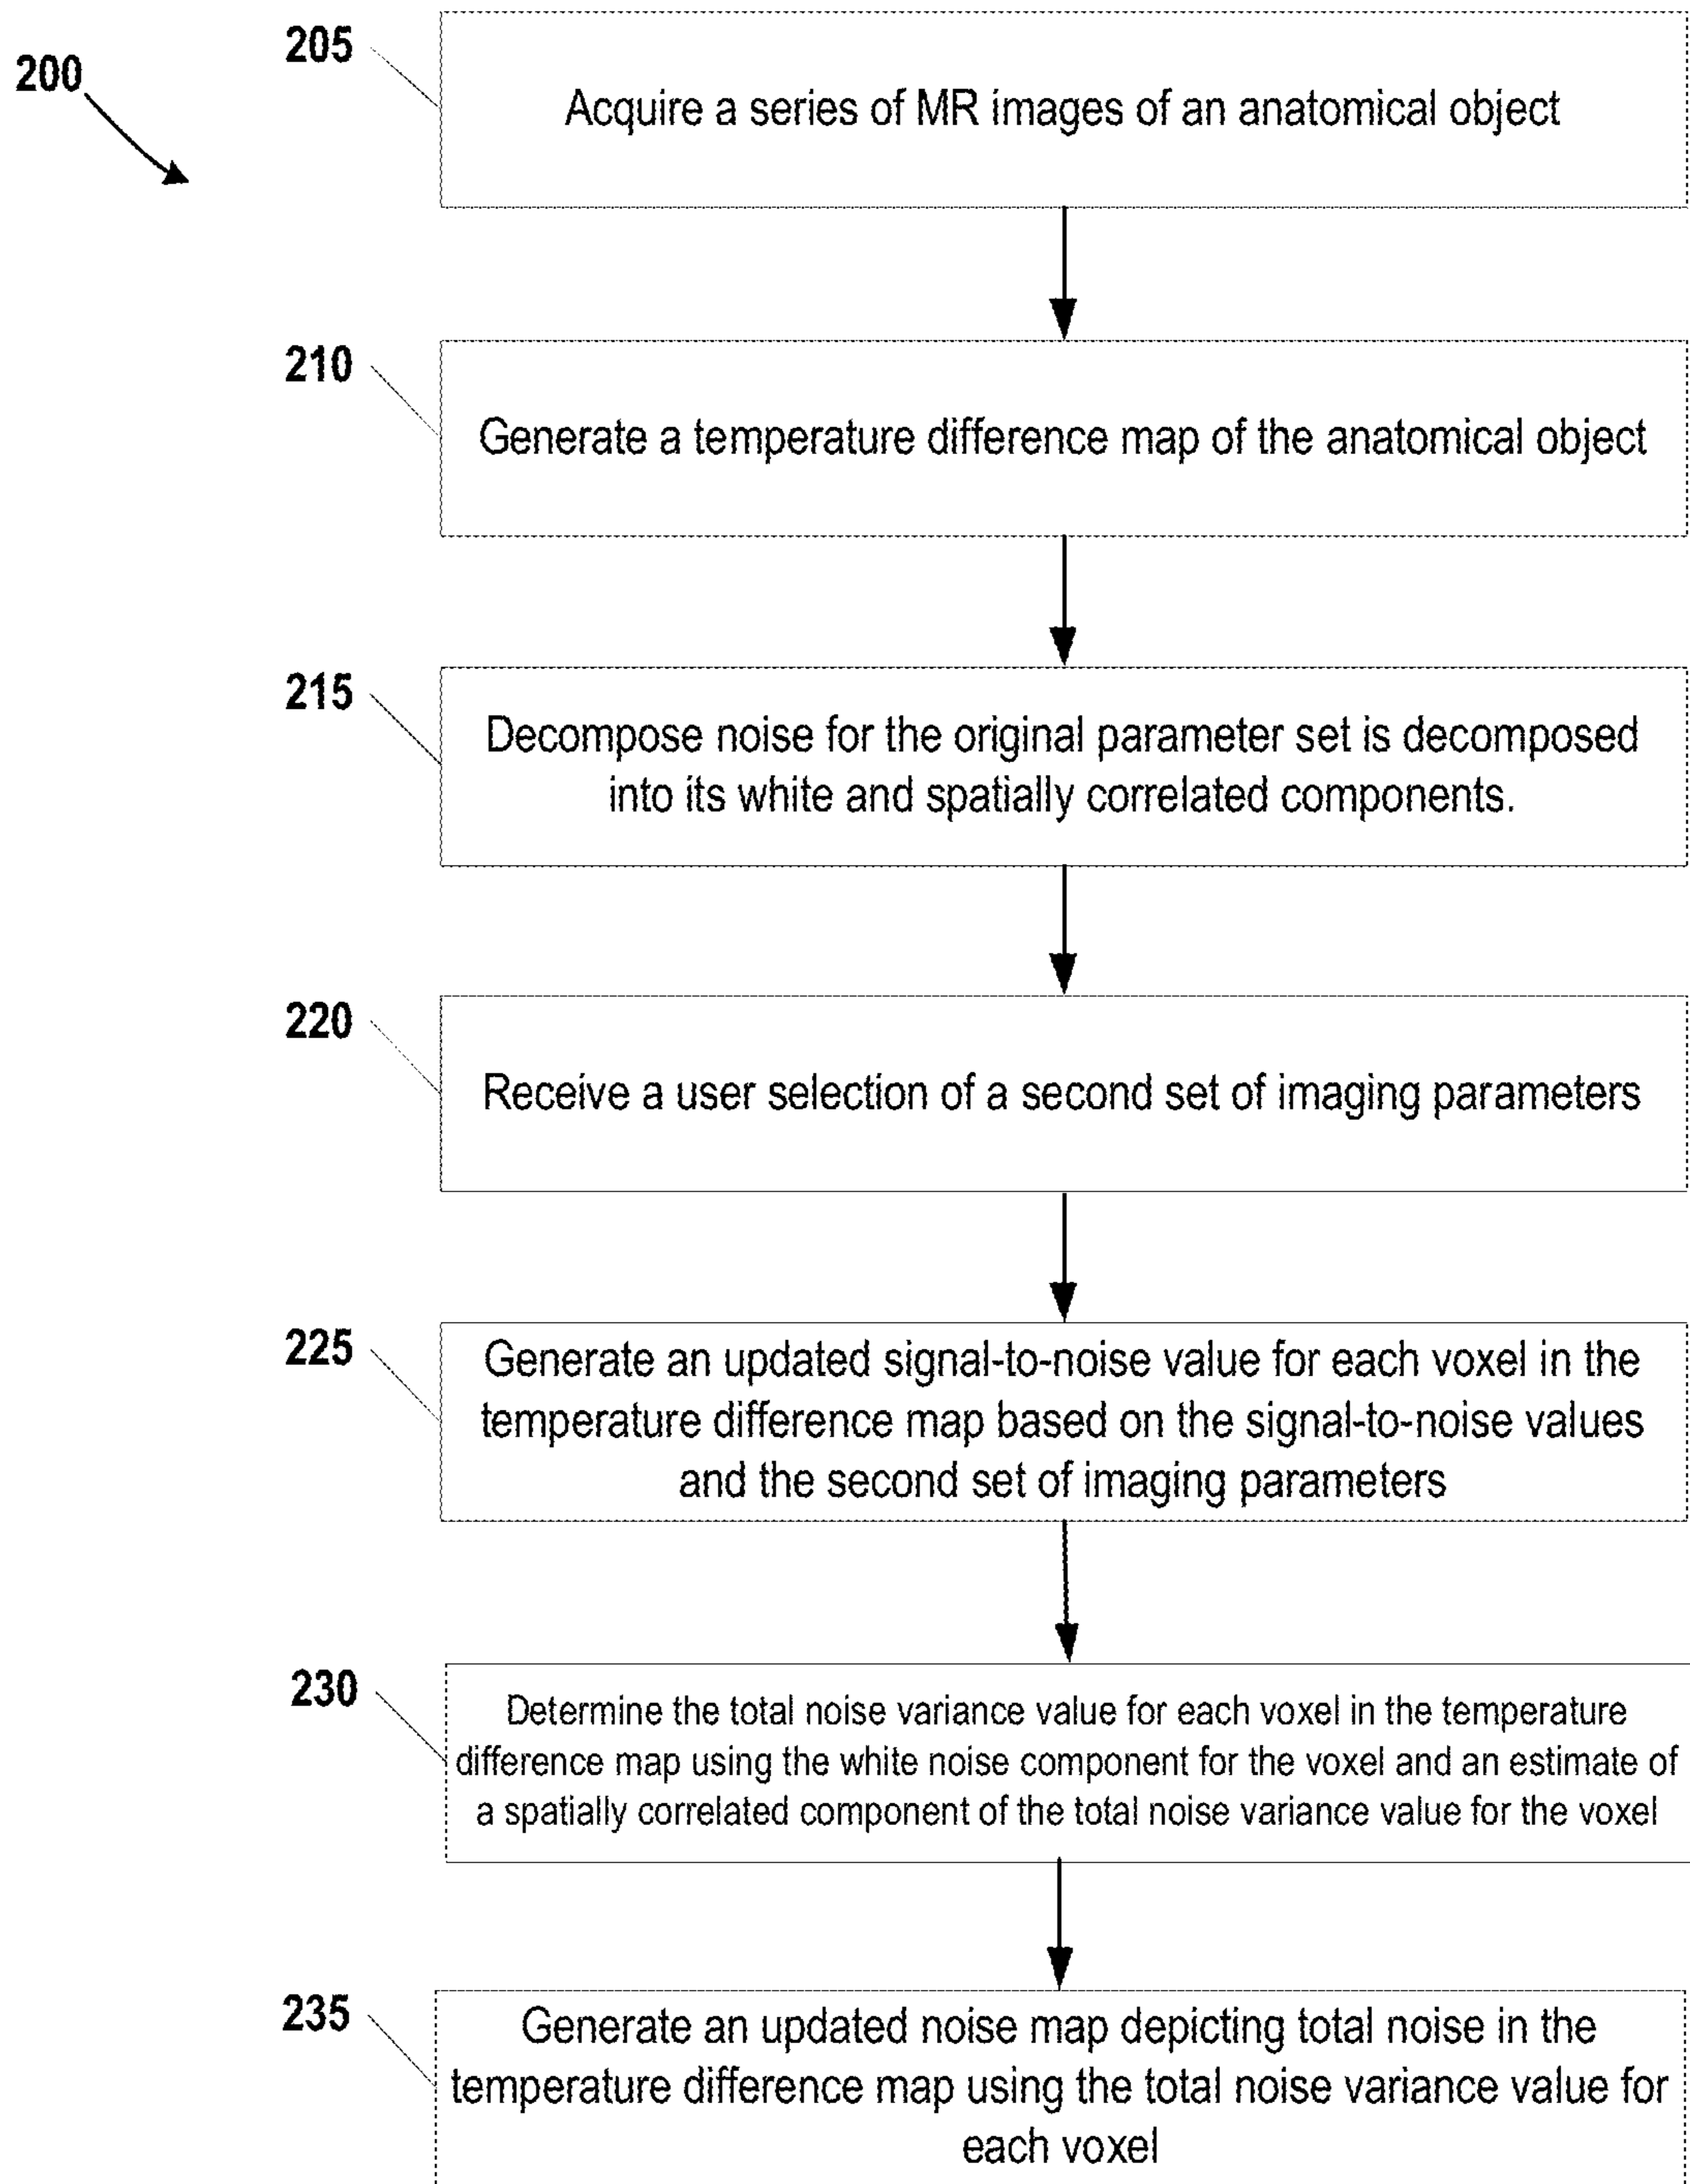 200
205
Acquire a series of MR images of an anatomical object
210
Generate a temperature difference map of the anatomical object
215
Decompose noise for the original parameter set is decomposed
into its white and spatially correlated components.
220
Receive a user selection of a second set of imaging parameters
225
Generate an updated signal-to-noise value for each voxel in the
temperature difference map based on the signal-to-noise values
and the second set of imaging parameters
230
Determine the total noise variance value for each voxel in the temperature
difference map using the white noise component for the voxel and an estimate of
a spatially correlated component of the total noise variance value for the voxel
235
Generate an updated noise map depicting total noise in the
temperature difference map using the total noise variance value for
each voxel